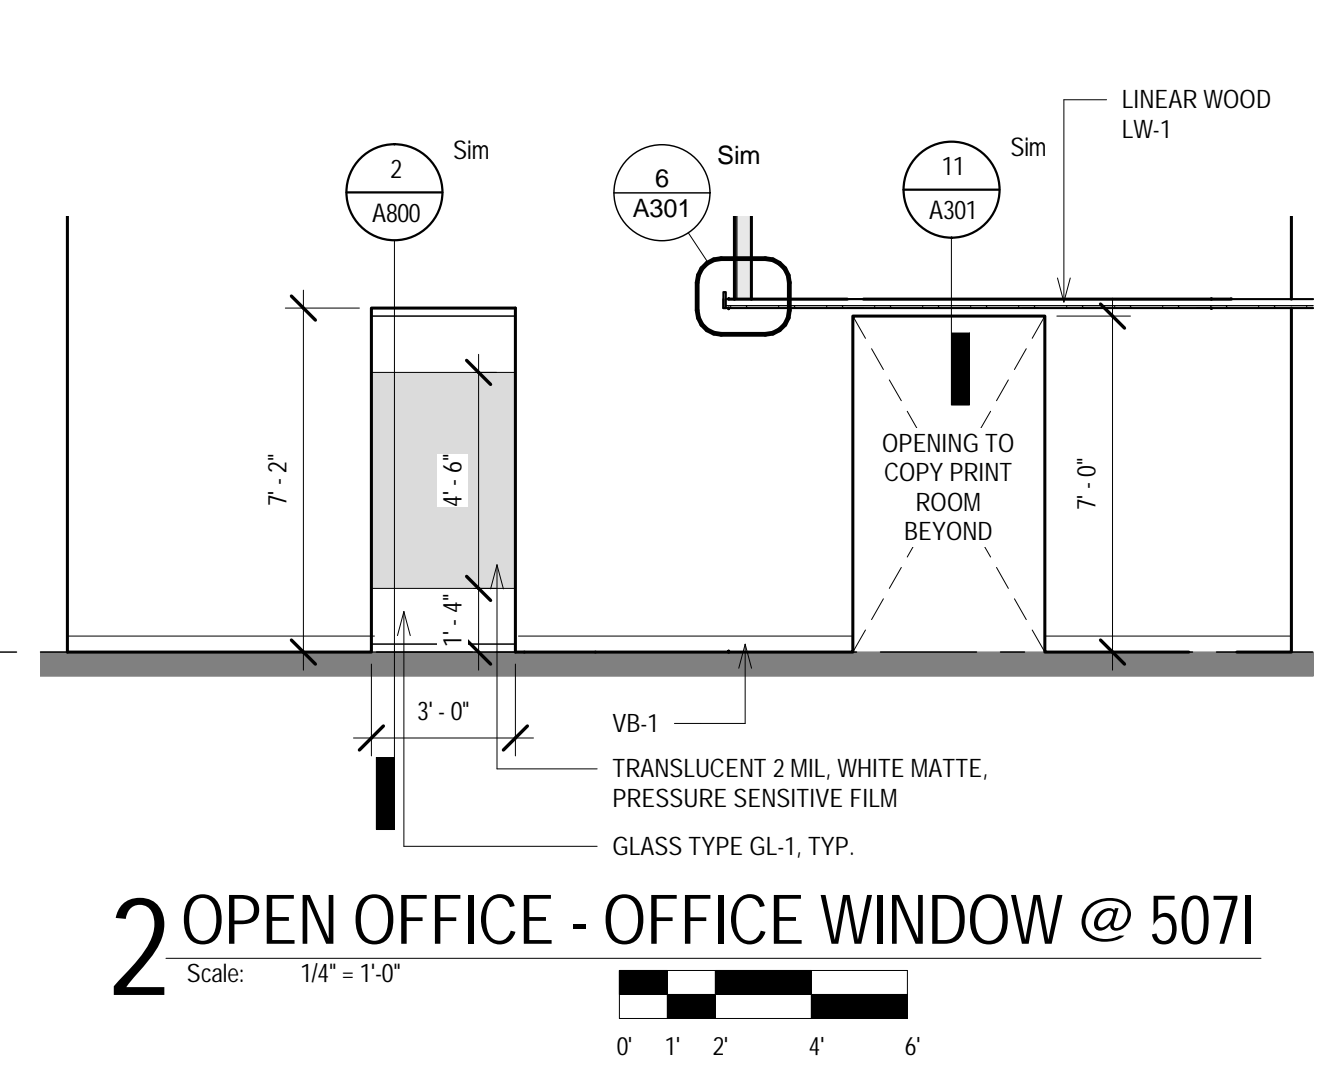 LINEAR WOOD
LW-1
2
A800
Sim
6
A301
Sim
11
A301
Sim
7' - 2"
4' - 6"
1' - 4"
OPENING TO
COPY PRINT
ROOM
BEYOND
7' - 0"
3' - 0"
VB-1
TRANSLUCENT 2 MIL, WHITE MATTE,
PRESSURE SENSITIVE FILM
GLASS TYPE GL-1, TYP.
2 OPEN OFFICE - OFFICE WINDOW @ 507I
Scale: 1/4" = 1'-0"
0' 1' 2' 4' 6'